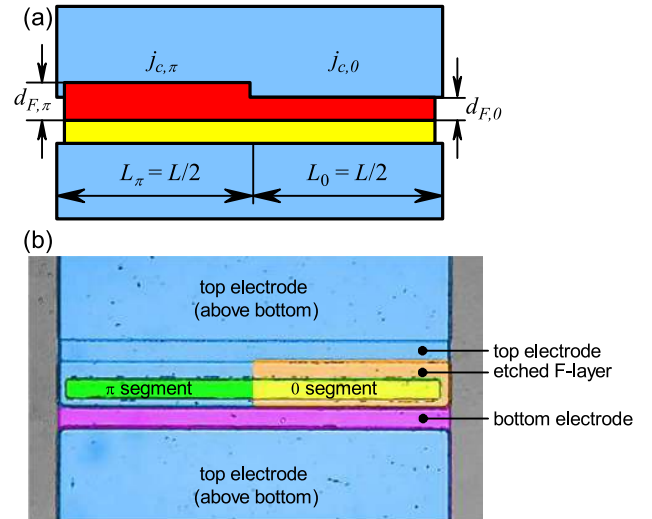 (a)
j_{c,π} j_{c,0}
d_{F,π} d_{F,0}
L_π = L/2 L_0 = L/2
(b)
top electrode
(above bottom)
top electrode
etched F-layer
π segment 0 segment
bottom electrode
top electrode
(above bottom)